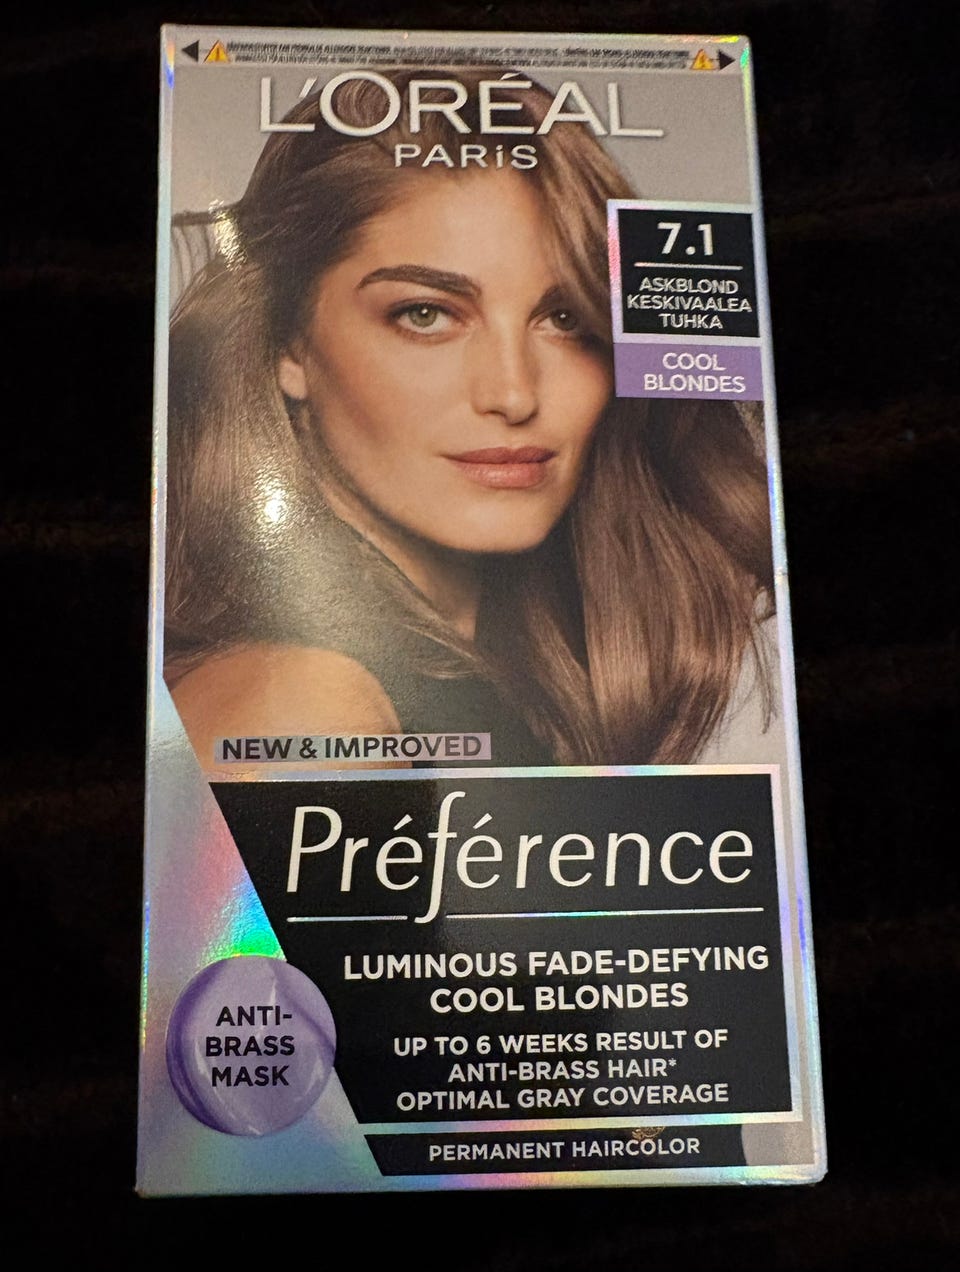 L'ORÉAL
PARiS
7.1
ASKBLOND
KESKIVAALEA
TUHKA
COOL
BLONDES
NEW & IMPROVED
Préférence
LUMINOUS FADE-DEFYING
COOL BLONDES
UP TO 6 WEEKS RESULT OF
ANTI-BRASS HAIR*
OPTIMAL GRAY COVERAGE
ANTI-
BRASS
MASK
PERMANENT HAIRCOLOR